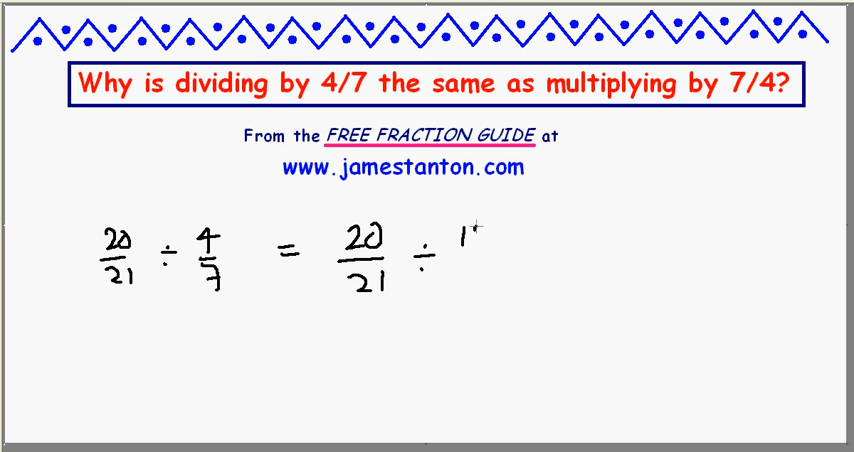 Why is dividing by 4/7 the same as multiplying by 7/4?
From the FREE FRACTION GUIDE at
www.jamestanton.com
20/21 ÷ 4/7 = 20/21 ÷ 1